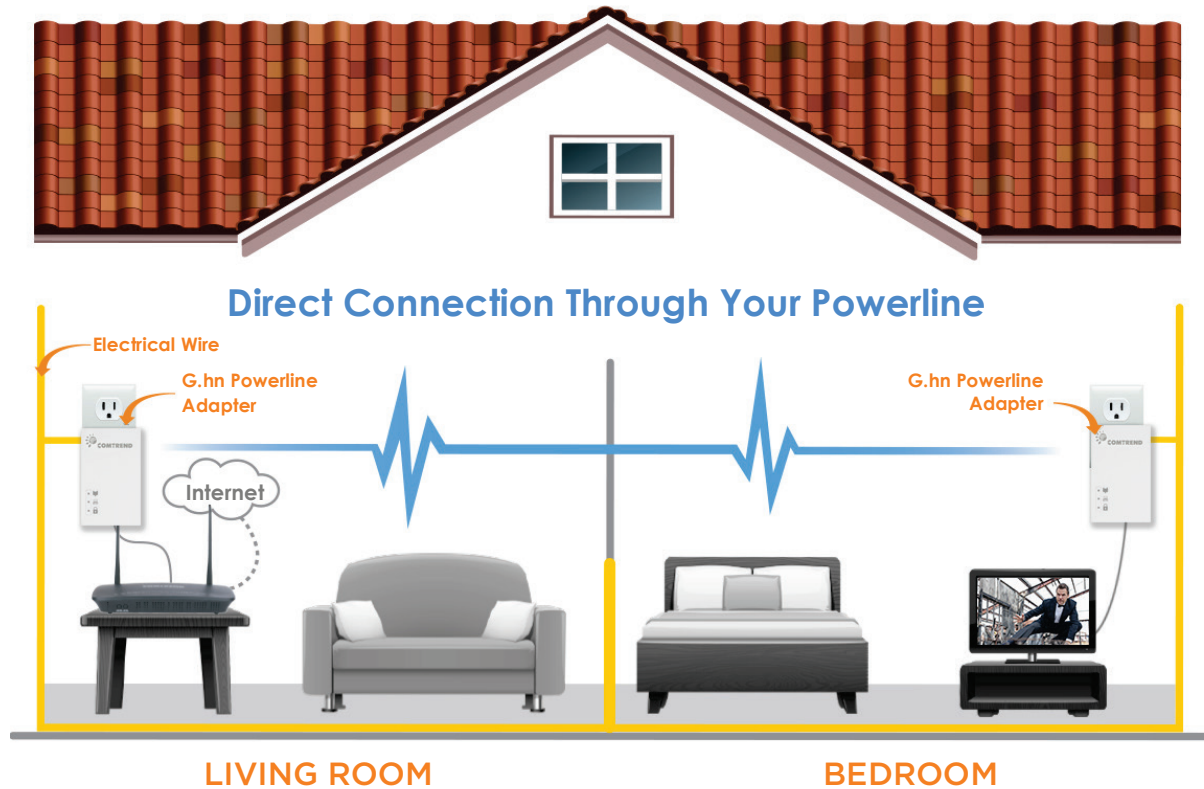 Direct Connection Through Your Powerline
Electrical Wire
G.hn Powerline
Adapter
G.hn Powerline
Adapter
COMTREND
COMTREND
Internet
LIVING ROOM
BEDROOM